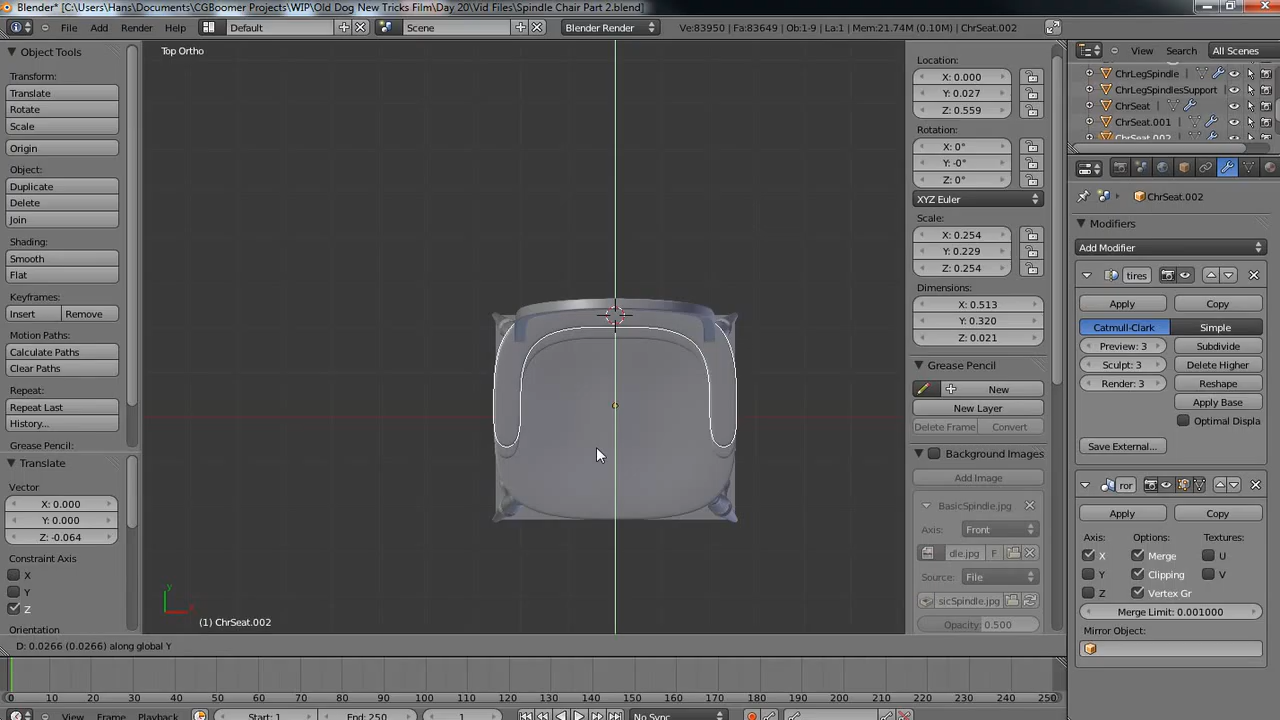 Blender* [C:\Users\Hans\Documents\CGBoomer Projects\WIP\Old Dog New Tricks Film\Day 20\Vid Files\Spindle Chair Part 2.blend]
File Add Render Help Default Scene Blender Render Ve:83950 | Fa:83649 | Ob:1-9 | La:1 | Mem:21.74M (0.10M) | ChrSeat.002
View Search All Scenes
Object Tools
Transform:
Translate
Rotate
Scale
Origin
Object:
Duplicate
Delete
Join
Shading:
Smooth
Flat
Keyframes:
Insert Remove
Motion Paths:
Calculate Paths
Clear Paths
Repeat:
Repeat Last
History...
Grease Pencil:
Translate
Vector
X: 0.000
Y: 0.000
Z: -0.064
Constraint Axis
X
Y
Z
Orientation
Top Ortho
y
x
(1) ChrSeat.002
Location:
X: 0.000
Y: 0.027
Z: 0.559
Rotation:
X: 0°
Y: -0°
Z: 0°
XYZ Euler
Scale:
X: 0.254
Y: 0.229
Z: 0.254
Dimensions:
X: 0.513
Y: 0.320
Z: 0.021
Grease Pencil
New
New Layer
Delete Frame Convert
Background Images
Add Image
BasicSpindle.jpg
Axis: Front
dle.jpg F
Source: File
sicSpindle.jpg
Opacity: 0.500
ChrLegSpindle
ChrLegSpindlesSupport
ChrSeat
ChrSeat.001
ChrSeat.002
ChrSeat.002
Modifiers
Add Modifier
tires
Apply Copy
Catmull-Clark Simple
Preview: 3 Subdivide
Sculpt: 3 Delete Higher
Render: 3 Reshape
Apply Base
Optimal Displa
Save External...
ror
Apply Copy
Axis: Options: Textures:
X Merge U
Y Clipping V
Z Vertex Gr
Merge Limit: 0.001000
Mirror Object:
D: 0.0266 (0.0266) along global Y
0 10 20 30 40 50 60 70 80 90 100 110 120 130 140 150 160 170 180 190 200 210 220 230 240 250
View Frame Playback Start: 1 End: 250 1 No Sync